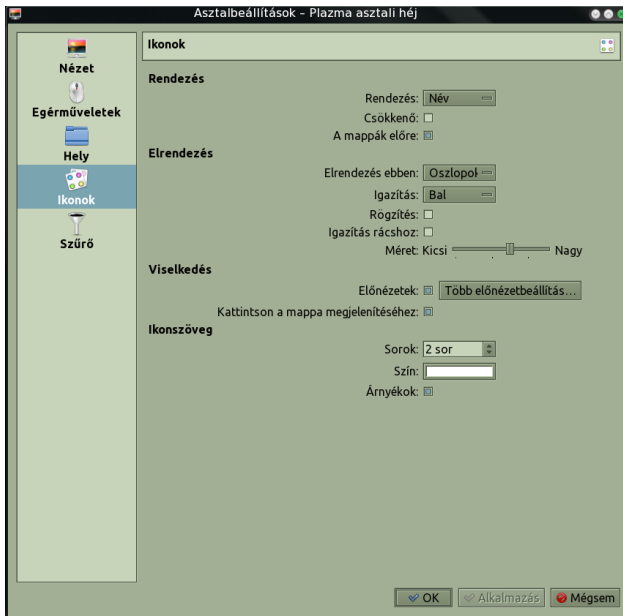 Asztalbeállítások – Plazma asztali héj
Nézet
Egérműveletek
Hely
Ikonok
Szűrő
Ikonok
Rendezés
Rendezés: Név
Csökkenő:
A mappák előre:
Elrendezés
Elrendezés ebben: Oszlopok
Igazítás: Bal
Rögzítés:
Igazítás rácshoz:
Méret: Kicsi Nagy
Viselkedés
Előnézetek: Több előnézetbeállítás...
Kattintson a mappa megjelenítéséhez:
Ikonszöveg
Sorok: 2 sor
Szín:
Árnyékok:
OK Alkalmazás Mégsem